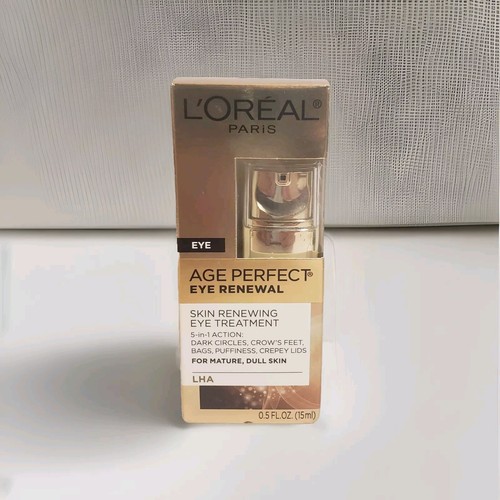 L'ORÉAL®
PARIS
EYE
AGE PERFECT®
EYE RENEWAL
SKIN RENEWING
EYE TREATMENT
5-in-1 ACTION:
DARK CIRCLES, CROW'S FEET,
BAGS, PUFFINESS, CREPEY LIDS
FOR MATURE, DULL SKIN
LHA
0.5 FL.OZ. (15ml)